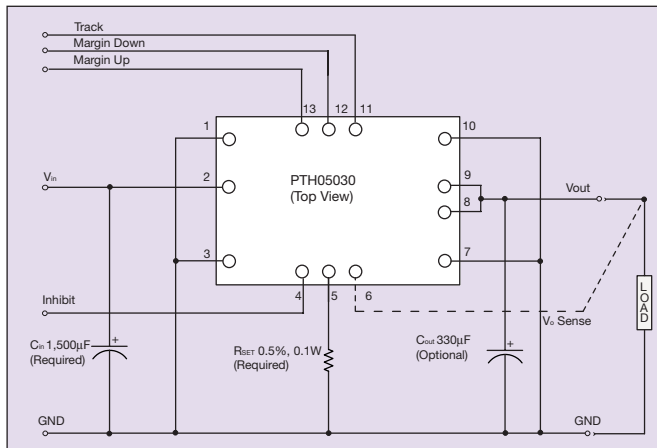 Track
Margin Down
Margin Up
13 12 11
1
10
PTH05030
(Top View)
Vin
2
9
8
Vout
3
7
4 5 6
Inhibit
Vo Sense
LOAD
Cin 1,500µF
(Required)
RSET 0.5%, 0.1W
(Required)
Cout 330µF
(Optional)
GND
GND
+
+